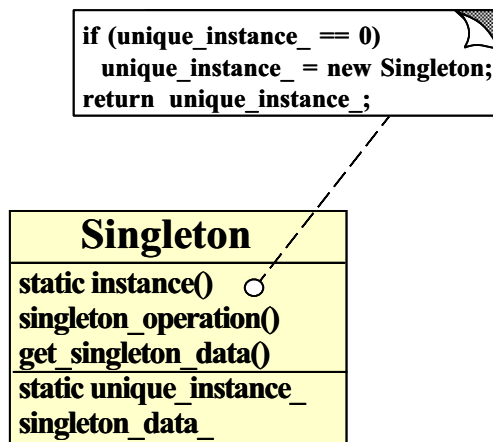 if (unique_instance_ == 0)
unique_instance_ = new Singleton;
return unique_instance_;
Singleton
static instance()
singleton_operation()
get_singleton_data()
static unique_instance_
singleton_data_